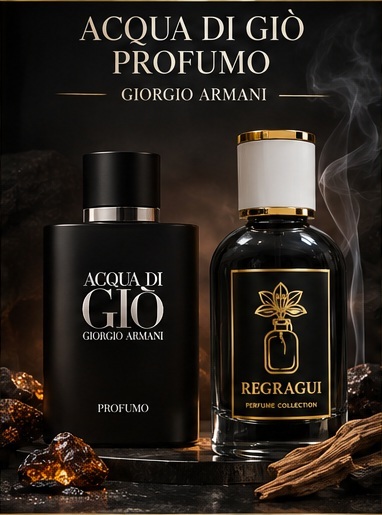 ACQUA DI GIÒ
PROFUMO
GIORGIO ARMANI
ACQUA DI
GIÒ
GIORGIO ARMANI
PROFUMO
REGRAGUI
PERFUME COLLECTION